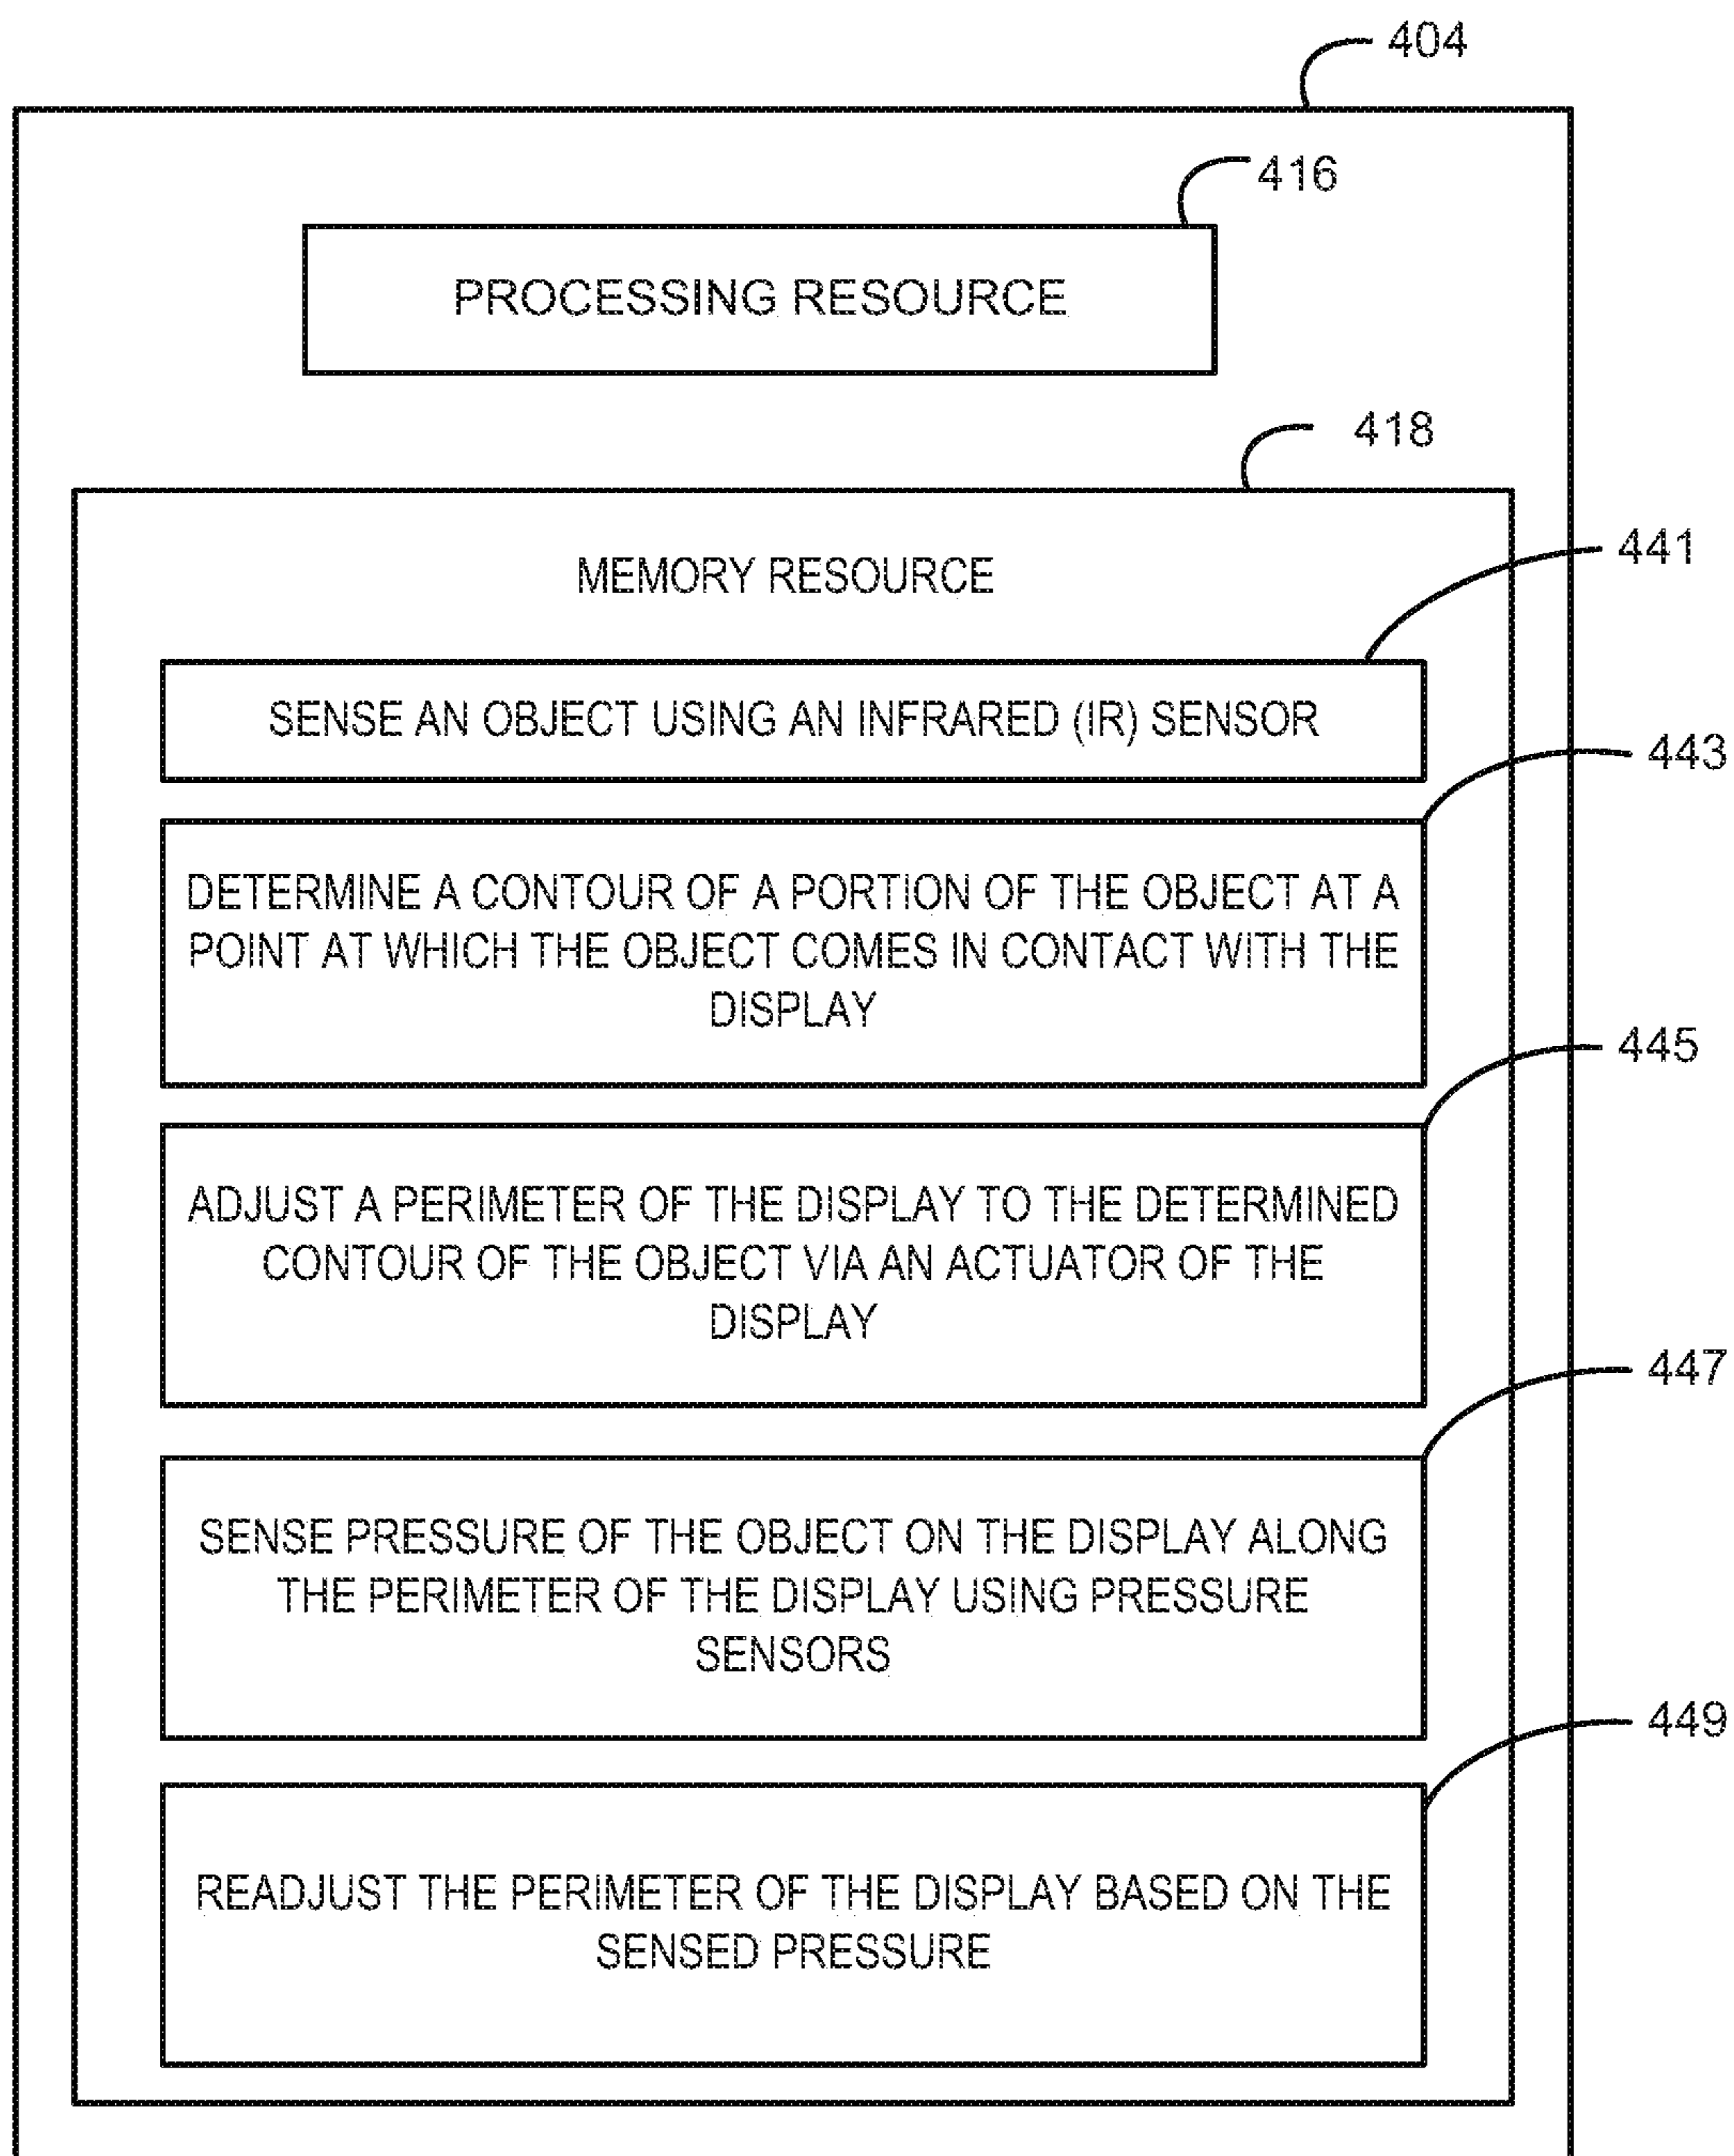 404
416
PROCESSING RESOURCE
418
MEMORY RESOURCE
441
SENSE AN OBJECT USING AN INFRARED (IR) SENSOR
443
DETERMINE A CONTOUR OF A PORTION OF THE OBJECT AT A
POINT AT WHICH THE OBJECT COMES IN CONTACT WITH THE
DISPLAY
445
ADJUST A PERIMETER OF THE DISPLAY TO THE DETERMINED
CONTOUR OF THE OBJECT VIA AN ACTUATOR OF THE
DISPLAY
447
SENSE PRESSURE OF THE OBJECT ON THE DISPLAY ALONG
THE PERIMETER OF THE DISPLAY USING PRESSURE
SENSORS
449
READJUST THE PERIMETER OF THE DISPLAY BASED ON THE
SENSED PRESSURE